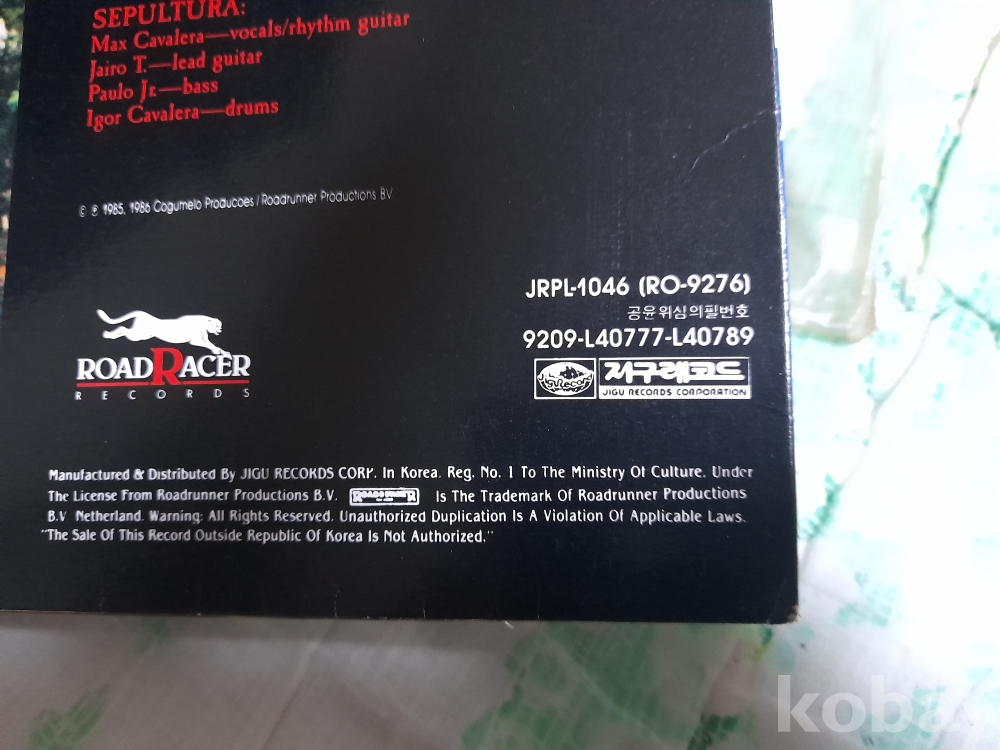 SEPULTURA:
Max Cavalera—vocals/rhythm guitar
Jairo T.—lead guitar
Paulo Jr.—bass
Igor Cavalera—drums
© ℗ 1985, 1986 Cogumelo Producoes / Roadrunner Productions BV
JRPL-1046 (RO-9276)
공윤위심의필번호
9209-L40777-L40789
ROADRACER
RECORDS
지구레코드
JIGU RECORDS CORPORATION
Manufactured & Distributed By JIGU RECORDS CORP. In Korea. Reg. No. 1 To The Ministry Of Culture. Under
The License From Roadrunner Productions B.V. ROADRUNNER Is The Trademark Of Roadrunner Productions
B.V Netherland. Warning: All Rights Reserved. Unauthorized Duplication Is A Violation Of Applicable Laws.
"The Sale Of This Record Outside Republic Of Korea Is Not Authorized."
koba